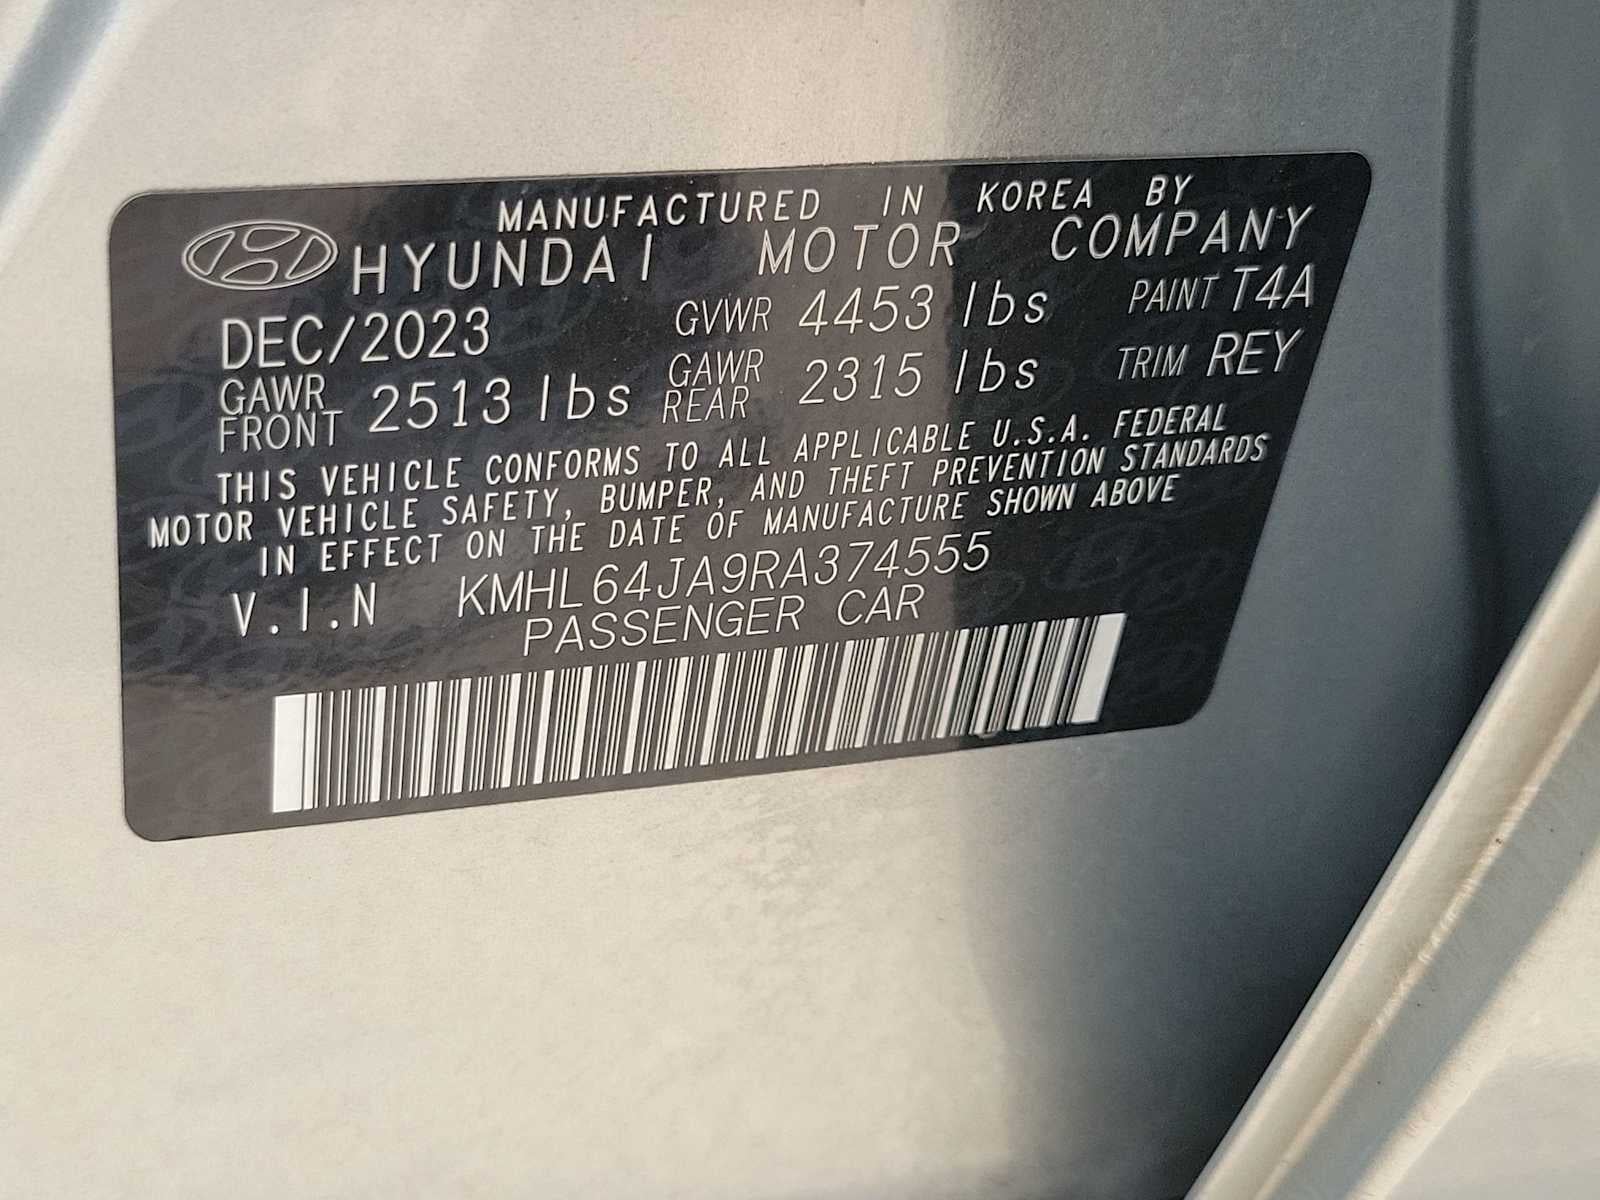 MANUFACTURED IN KOREA BY
HYUNDAI MOTOR COMPANY
DEC/2023 GVWR 4453 lbs PAINT T4A
GAWR FRONT 2513 lbs GAWR REAR 2315 lbs TRIM REY
THIS VEHICLE CONFORMS TO ALL APPLICABLE U.S.A. FEDERAL
MOTOR VEHICLE SAFETY, BUMPER, AND THEFT PREVENTION STANDARDS
IN EFFECT ON THE DATE OF MANUFACTURE SHOWN ABOVE
V.I.N KMHL64JA9RA374555
PASSENGER CAR